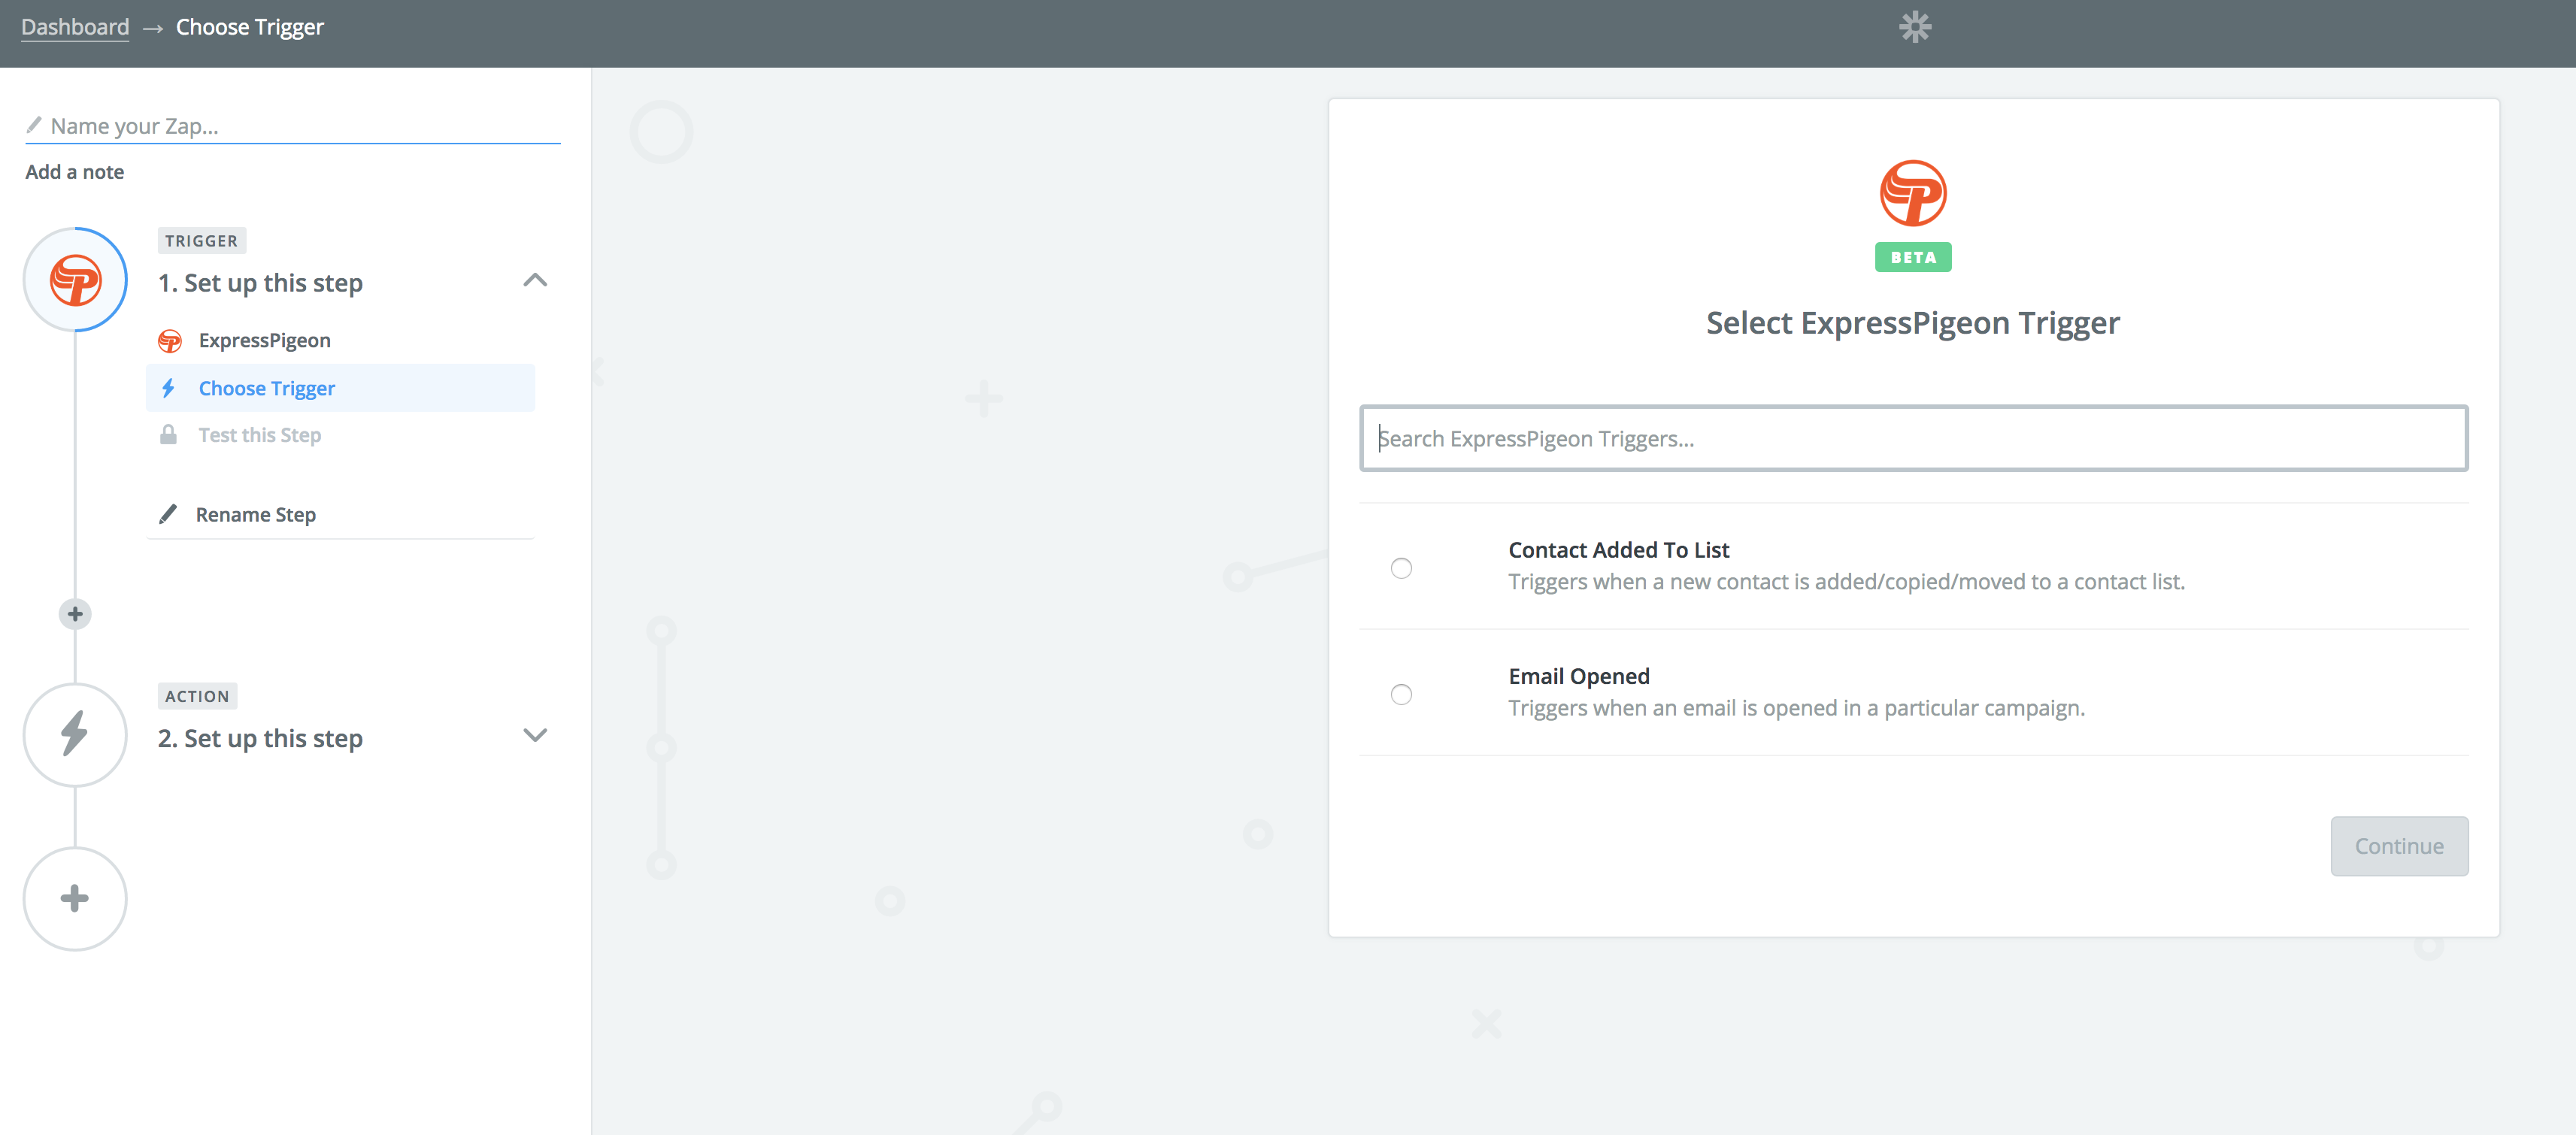 Dashboard → Choose Trigger
Name your Zap...
Add a note
TRIGGER
1. Set up this step
ExpressPigeon
Choose Trigger
Test this Step
Rename Step
ACTION
2. Set up this step
BETA
Select ExpressPigeon Trigger
Search ExpressPigeon Triggers...
Contact Added To List
Triggers when a new contact is added/copied/moved to a contact list.
Email Opened
Triggers when an email is opened in a particular campaign.
Continue